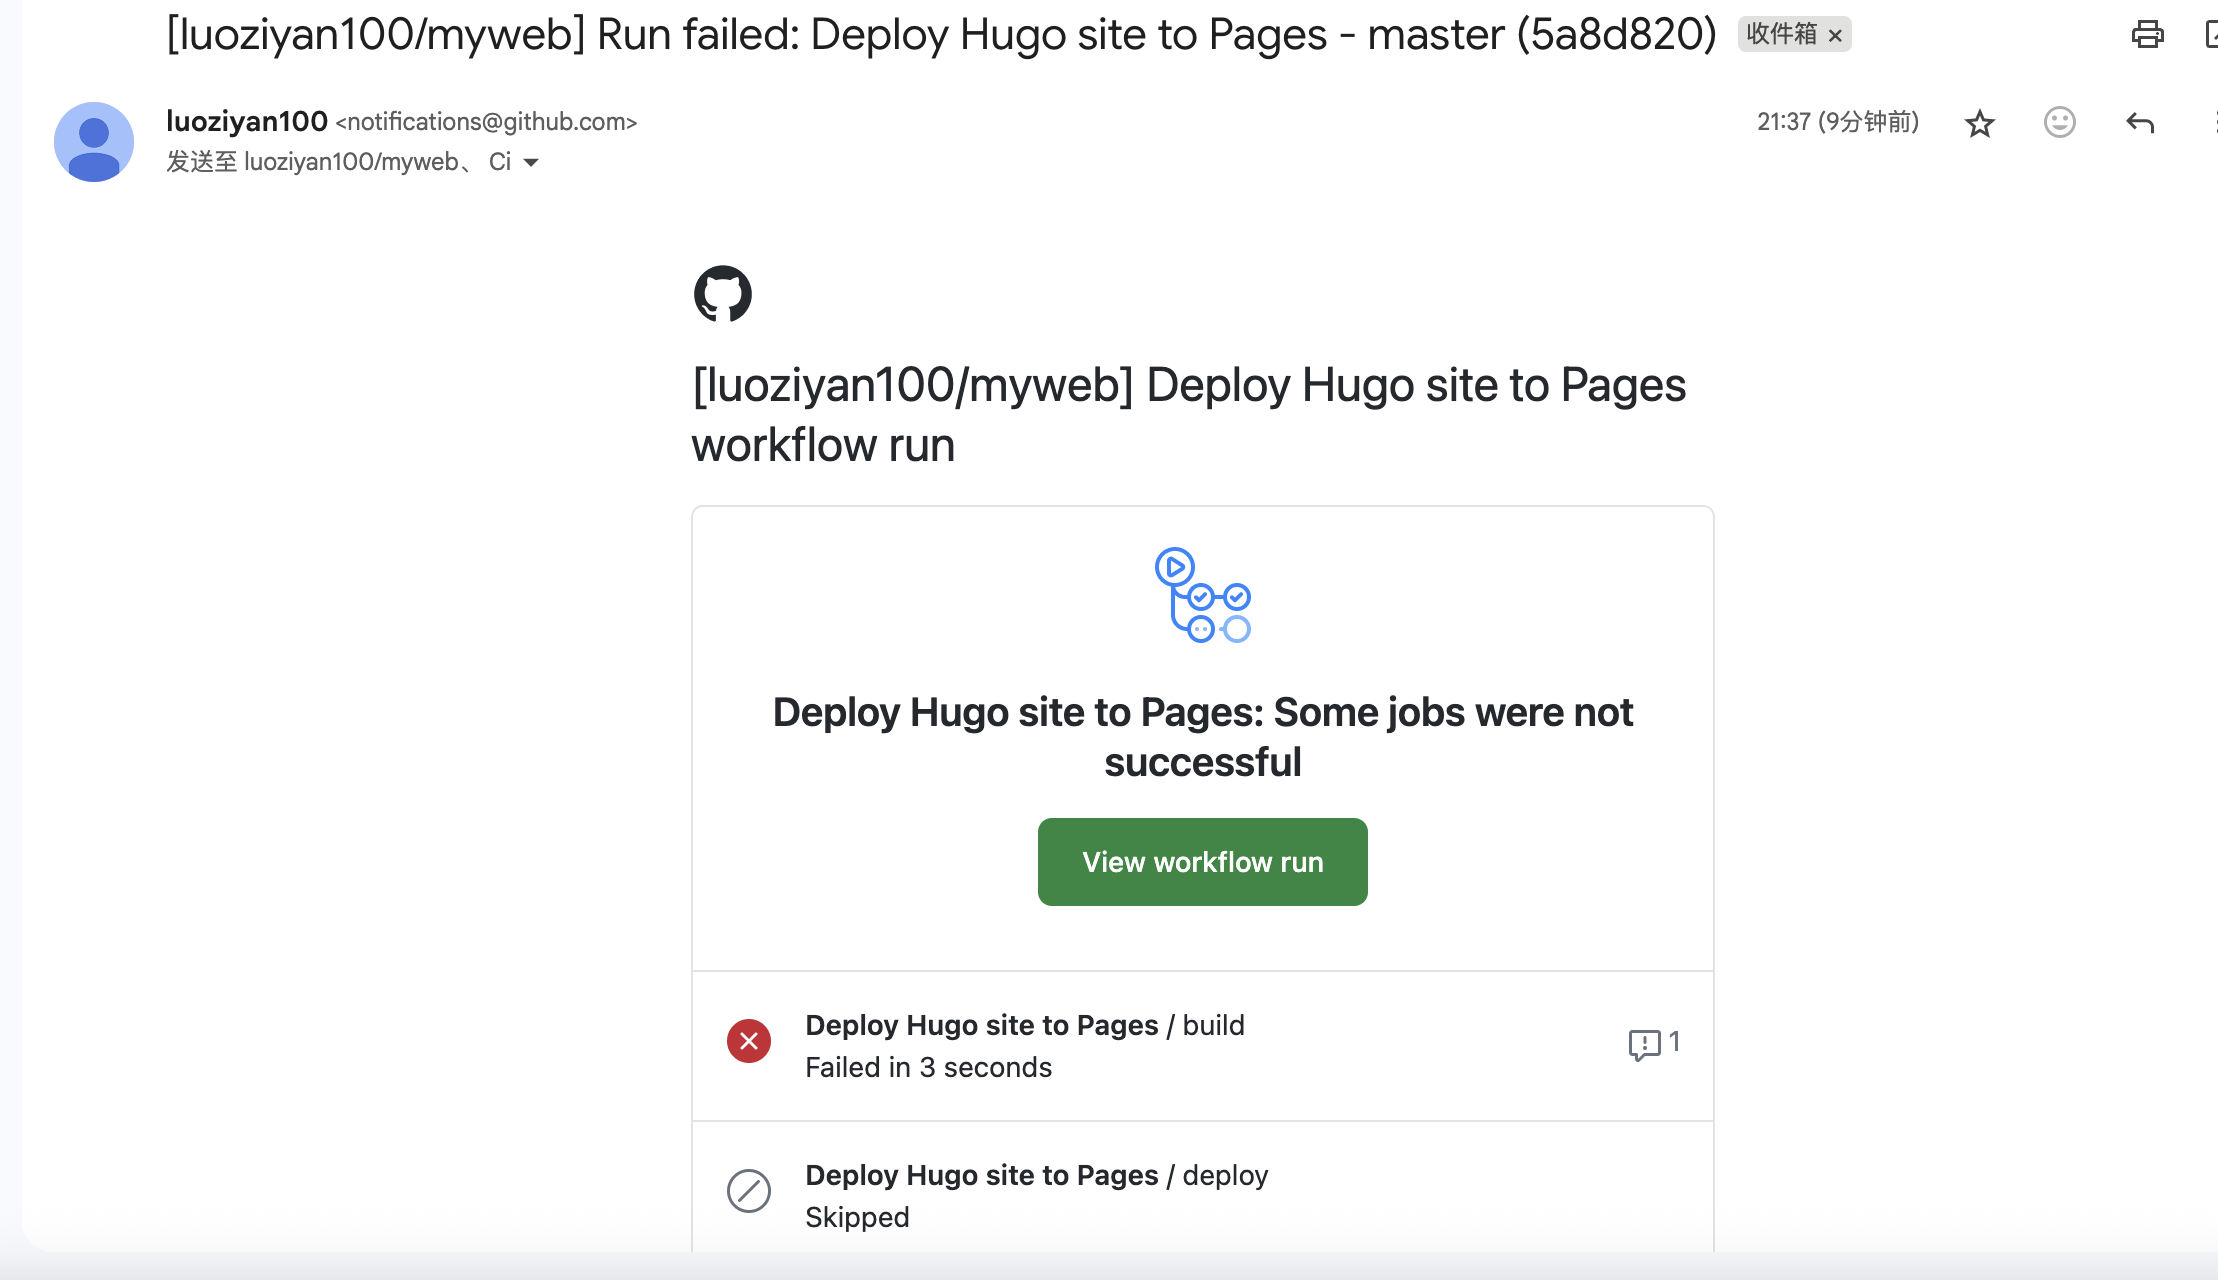 [luoziyan100/myweb] Run failed: Deploy Hugo site to Pages - master (5a8d820) 收件箱 ×
luoziyan100 <notifications@github.com>
21:37 (9分钟前)
发送至 luoziyan100/myweb、 Ci
[luoziyan100/myweb] Deploy Hugo site to Pages
workflow run
Deploy Hugo site to Pages: Some jobs were not
successful
View workflow run
Deploy Hugo site to Pages / build
Failed in 3 seconds
1
Deploy Hugo site to Pages / deploy
Skipped